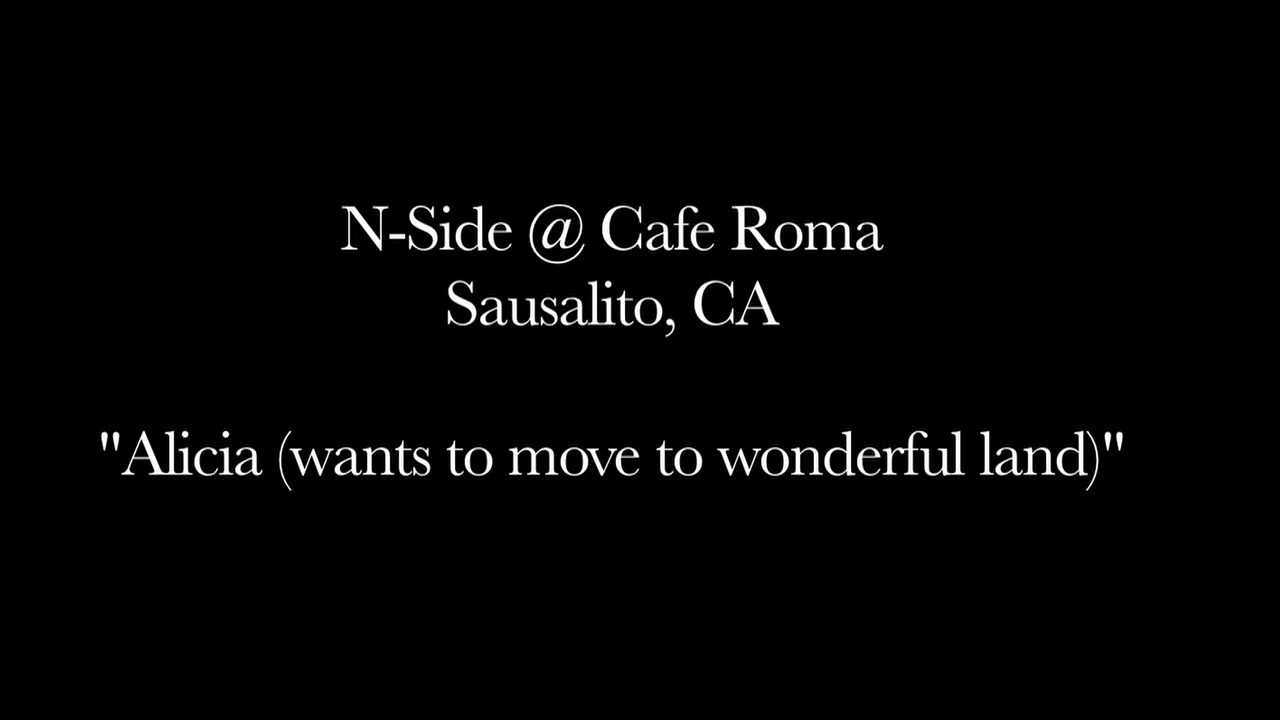 N-Side @ Cafe Roma
Sausalito, CA
"Alicia (wants to move to wonderful land)"